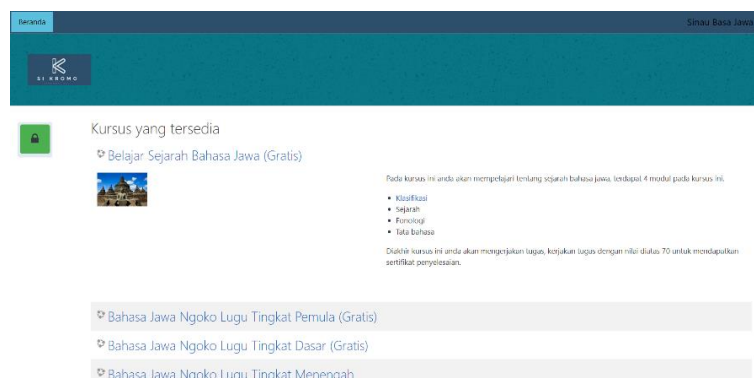 Beranda
Sinau Basa Jawa
K
SI KROMO
Kursus yang tersedia
Belajar Sejarah Bahasa Jawa (Gratis)
Pada kursus ini anda akan mempelajari tentang sejarah bahasa jawa, terdapat 4 modul pada kursus ini.
Klasifikasi
Sejarah
Fonologi
Tata bahasa
Diakhir kursus ini anda akan mengerjakan tugas, kerjakan tugas dengan nilai diatas 70 untuk mendapatkan
sertifikat penyelesaian.
Bahasa Jawa Ngoko Lugu Tingkat Pemula (Gratis)
Bahasa Jawa Ngoko Lugu Tingkat Dasar (Gratis)
Bahasa Jawa Ngoko Lugu Tingkat Menengah